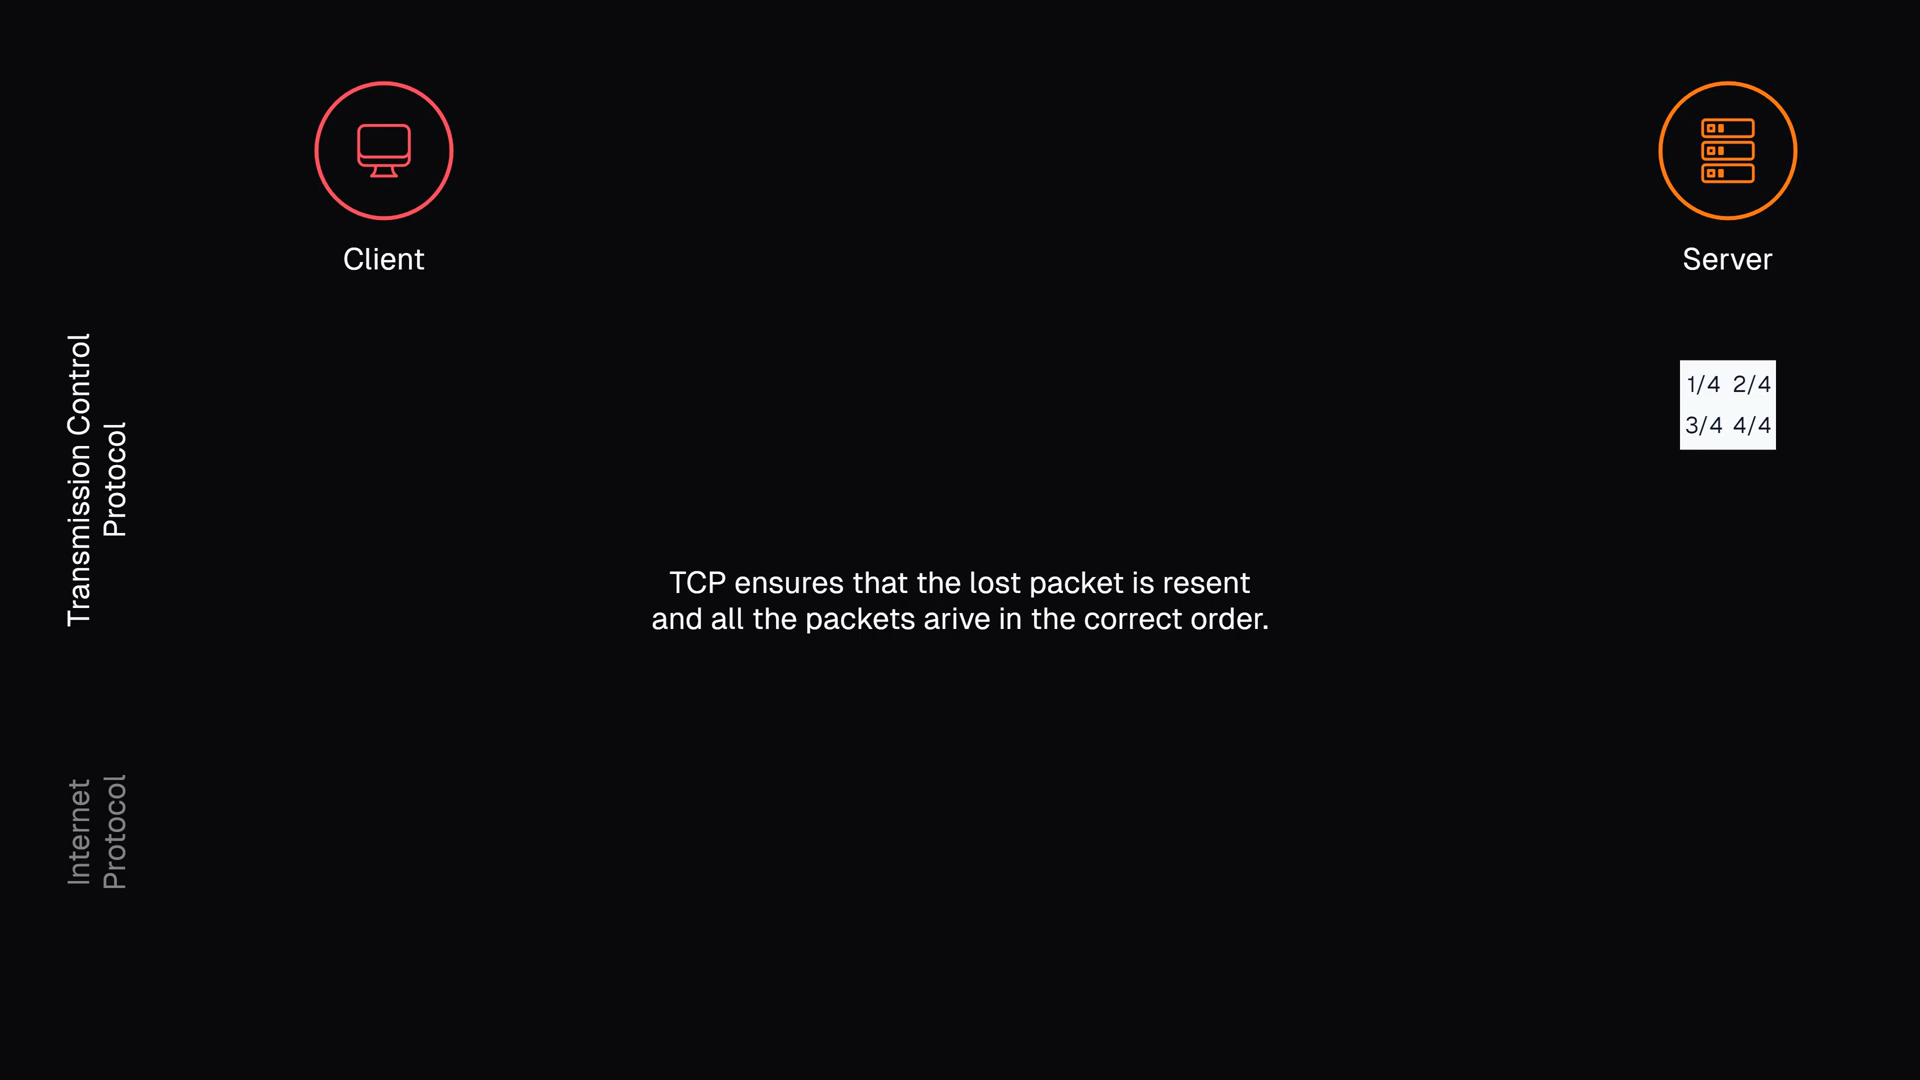 Client
Server
Transmission Control
Protocol
1/4 2/4
3/4 4/4
TCP ensures that the lost packet is resent
and all the packets arive in the correct order.
Internet
Protocol